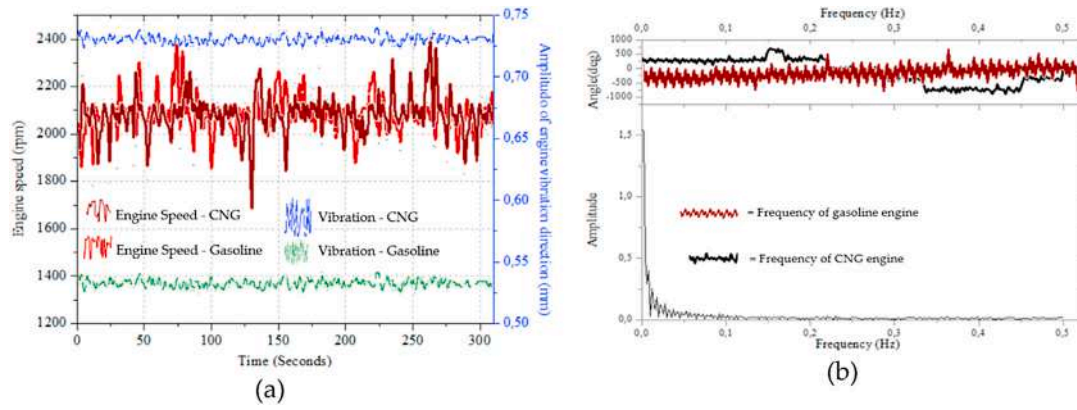 2400
2200
2000
1800
1600
1400
1200
Engine speed (rpm)
0 50 100 150 200 250 300
Time (Seconds)
0,75
0,70
0,65
0,60
0,55
0,50
Amplitudo of engine vibration direction (mm)
Engine Speed - CNG
Engine Speed - Gasoline
Vibration - CNG
Vibration - Gasoline
(a)
Frequency (Hz)
0,0 0,1 0,2 0,3 0,4 0,5
1000
500
0
-500
-1000
Angle(deg)
1,5
1,0
0,5
0,0
Amplitude
= Frequency of gasoline engine
= Frequency of CNG engine
0,0 0,1 0,2 0,3 0,4 0,5
Frequency (Hz)
(b)